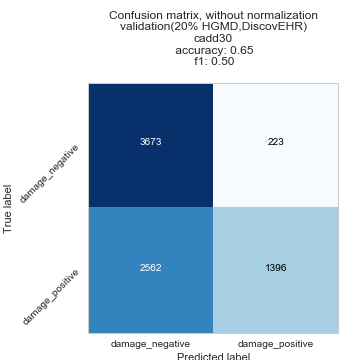 Confusion matrix, without normalization
validation(20% HGMD,DiscovEHR)
cadd30
accuracy: 0.65
f1: 0.50
True label
damage_negative
3673
223
damage_positive
2562
1396
damage_negative
damage_positive
Predicted label